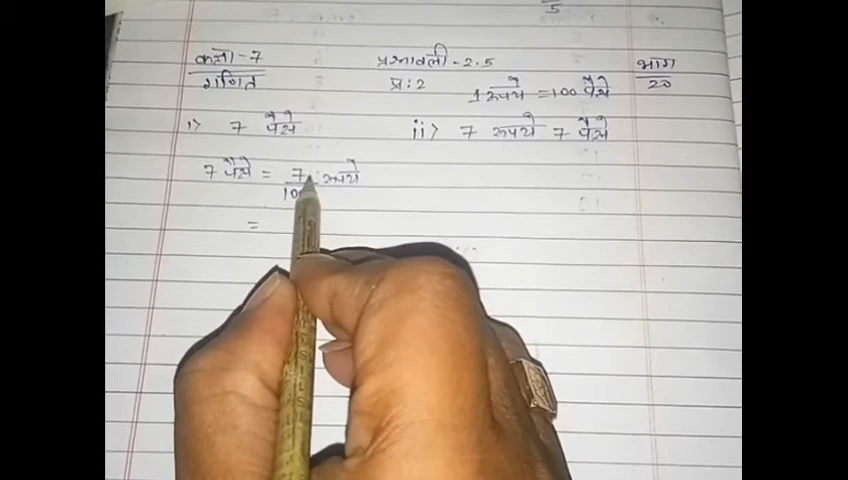 5
कक्षा-7 प्रश्नावली-2.5 भाग
गणित प्र:2 20
1 रूपये =100 पैसे
i> 7 पैसे ii> 7 रूपये 7 पैसे
7 पैसे = 7/100 रूपये
=